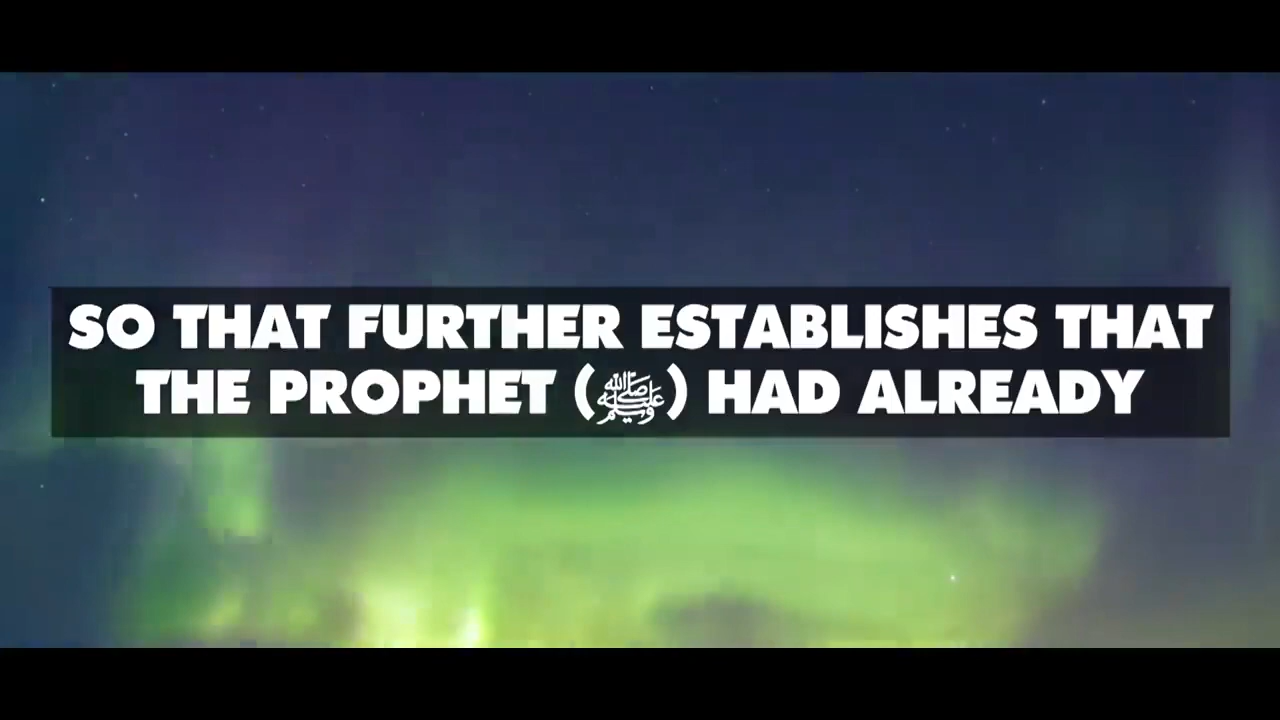 SO THAT FURTHER ESTABLISHES THAT
THE PROPHET (ﷺ) HAD ALREADY